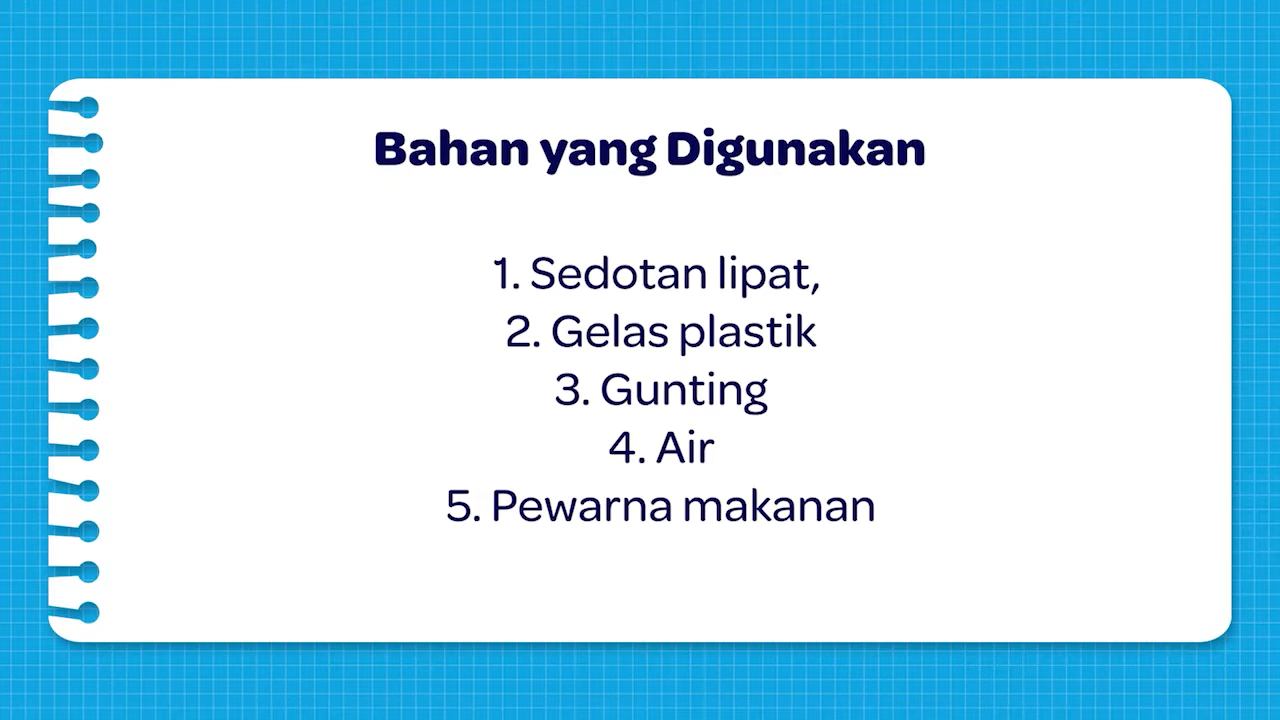 Bahan yang Digunakan
1. Sedotan lipat,
2. Gelas plastik
3. Gunting
4. Air
5. Pewarna makanan